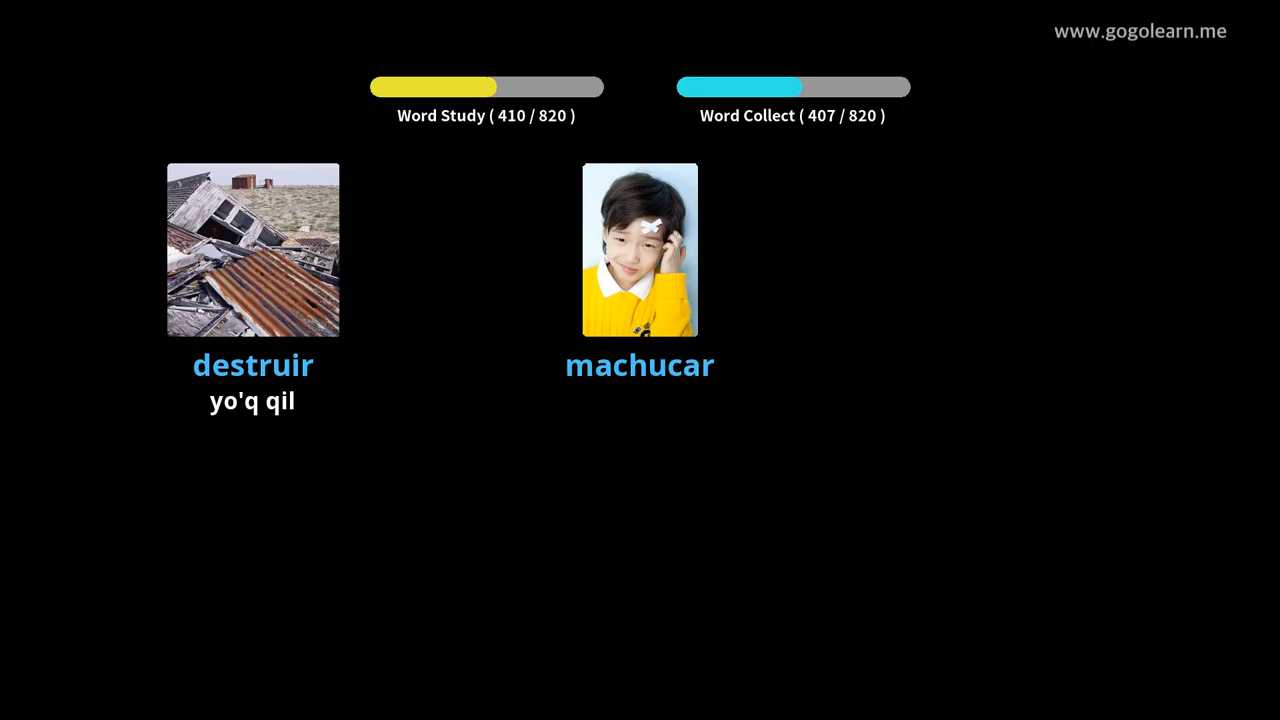 www.gogolearn.me
Word Study ( 410 / 820 )
Word Collect ( 407 / 820 )
destruir
machucar
yo'q qil